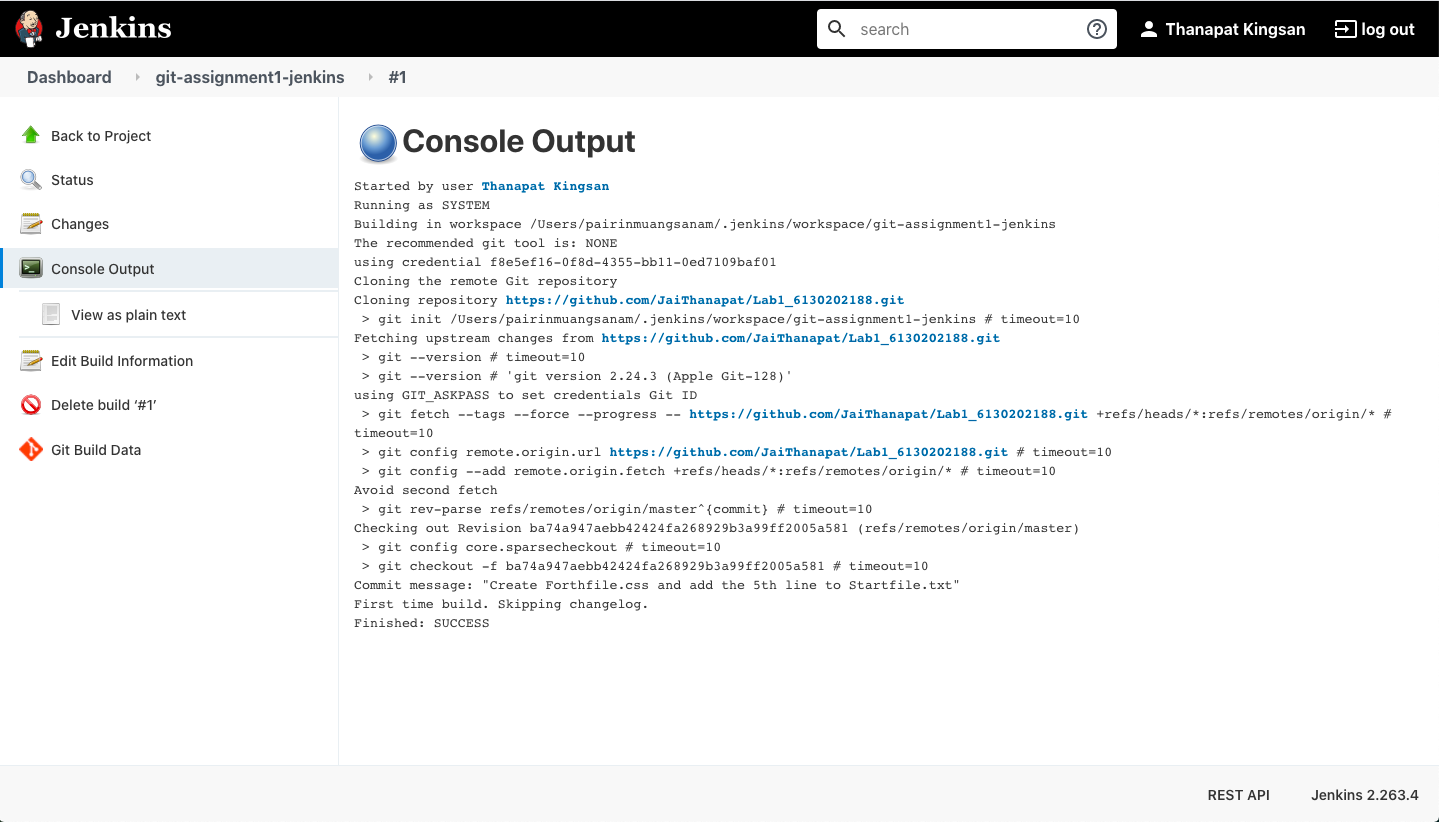 Jenkins
search
Thanapat Kingsan
log out
Dashboard
git-assignment1-jenkins
#1
Back to Project
Status
Changes
Console Output
View as plain text
Edit Build Information
Delete build ‘#1’
Git Build Data
Console Output
Started by user Thanapat Kingsan
Running as SYSTEM
Building in workspace /Users/pairinmuangsanam/.jenkins/workspace/git-assignment1-jenkins
The recommended git tool is: NONE
using credential f8e5ef16-0f8d-4355-bb11-0ed7109baf01
Cloning the remote Git repository
Cloning repository https://github.com/JaiThanapat/Lab1_6130202188.git
 > git init /Users/pairinmuangsanam/.jenkins/workspace/git-assignment1-jenkins # timeout=10
Fetching upstream changes from https://github.com/JaiThanapat/Lab1_6130202188.git
 > git --version # timeout=10
 > git --version # 'git version 2.24.3 (Apple Git-128)'
using GIT_ASKPASS to set credentials Git ID
 > git fetch --tags --force --progress -- https://github.com/JaiThanapat/Lab1_6130202188.git +refs/heads/*:refs/remotes/origin/* #
timeout=10
 > git config remote.origin.url https://github.com/JaiThanapat/Lab1_6130202188.git # timeout=10
 > git config --add remote.origin.fetch +refs/heads/*:refs/remotes/origin/* # timeout=10
Avoid second fetch
 > git rev-parse refs/remotes/origin/master^{commit} # timeout=10
Checking out Revision ba74a947aebb42424fa268929b3a99ff2005a581 (refs/remotes/origin/master)
 > git config core.sparsecheckout # timeout=10
 > git checkout -f ba74a947aebb42424fa268929b3a99ff2005a581 # timeout=10
Commit message: "Create Forthfile.css and add the 5th line to Startfile.txt"
First time build. Skipping changelog.
Finished: SUCCESS
REST API
Jenkins 2.263.4